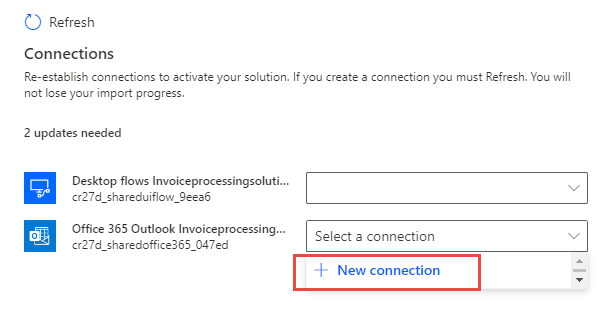 Refresh
Connections
Re-establish connections to activate your solution. If you create a connection you must Refresh. You will
not lose your import progress.
2 updates needed
Desktop flows Invoiceprocessingsoluti...
cr27d_shareduiflow_9eea6
Office 365 Outlook Invoiceprocessing...
cr27d_sharedoffice365_047ed
Select a connection
New connection